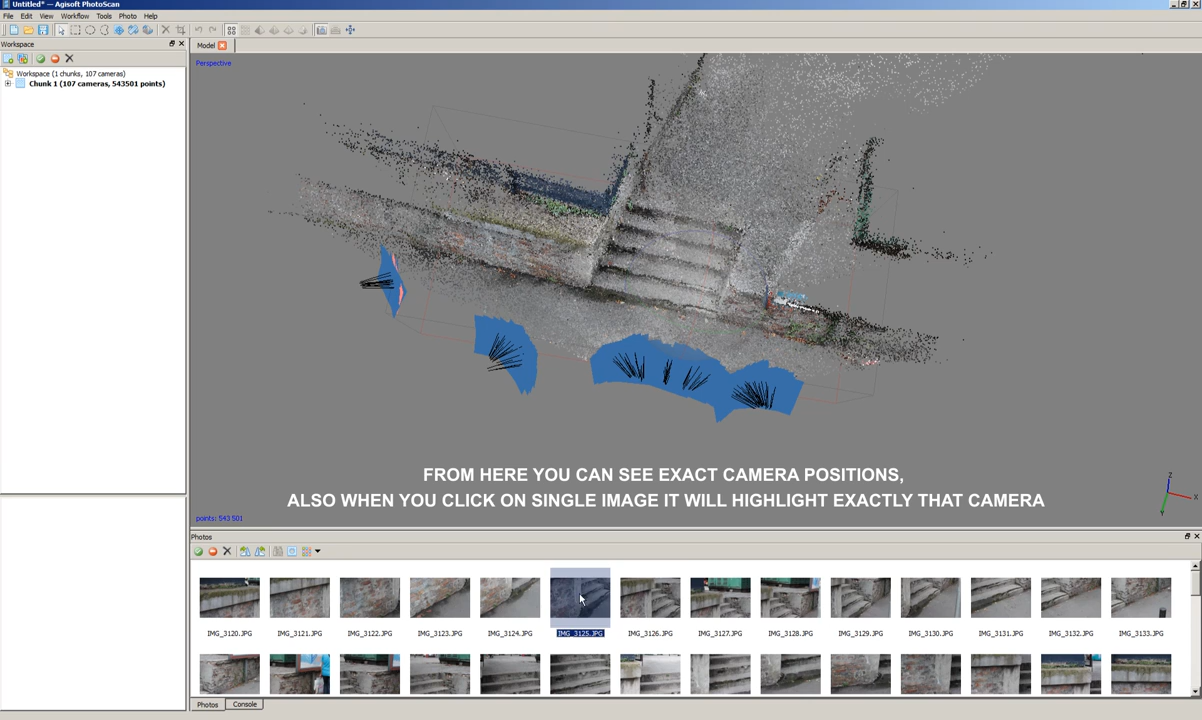 Untitled* — Agisoft PhotoScan
File Edit View Workflow Tools Photo Help
Workspace
Model
Workspace (1 chunks, 107 cameras)
Chunk 1 (107 cameras, 543501 points)
Perspective
FROM HERE YOU CAN SEE EXACT CAMERA POSITIONS,
ALSO WHEN YOU CLICK ON SINGLE IMAGE IT WILL HIGHLIGHT EXACTLY THAT CAMERA
Z
X
Y
points: 543 501
Photos
IMG_3120.JPG IMG_3121.JPG IMG_3122.JPG IMG_3123.JPG IMG_3124.JPG IMG_3125.JPG IMG_3126.JPG IMG_3127.JPG IMG_3128.JPG IMG_3129.JPG IMG_3130.JPG IMG_3131.JPG IMG_3132.JPG IMG_3133.JPG
Photos Console